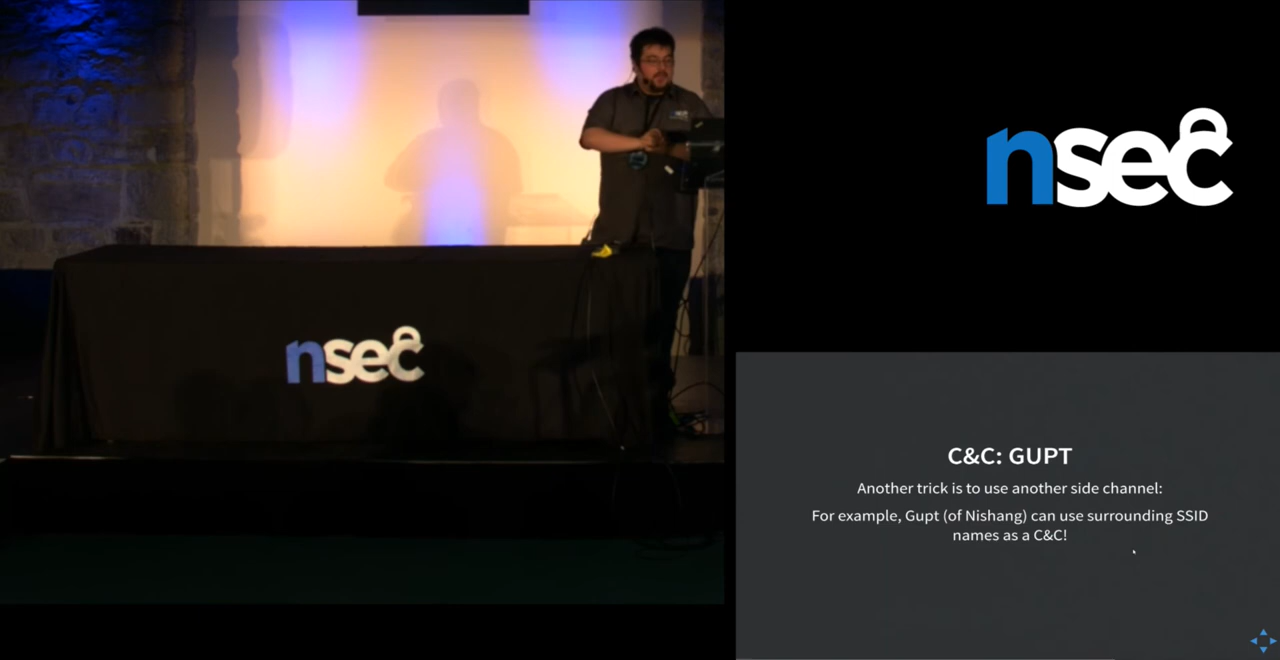 nsec
nsec
C&C: GUPT
Another trick is to use another side channel:
For example, Gupt (of Nishang) can use surrounding SSID
names as a C&C!